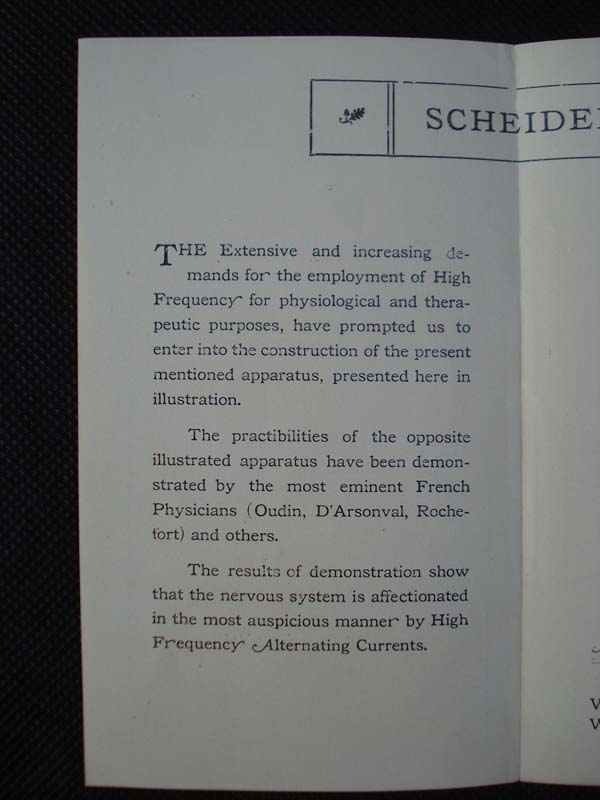 SCHEIDE
THE Extensive and increasing de-
mands for the employment of High
Frequency for physiological and thera-
peutic purposes, have prompted us to
enter into the construction of the present
mentioned apparatus, presented here in
illustration.
The practibilities of the opposite
illustrated apparatus have been demon-
strated by the most eminent French
Physicians (Oudin, D'Arsonval, Roche-
fort) and others.
The results of demonstration show
that the nervous system is affectionated
in the most auspicious manner by High
Frequency Alternating Currents.